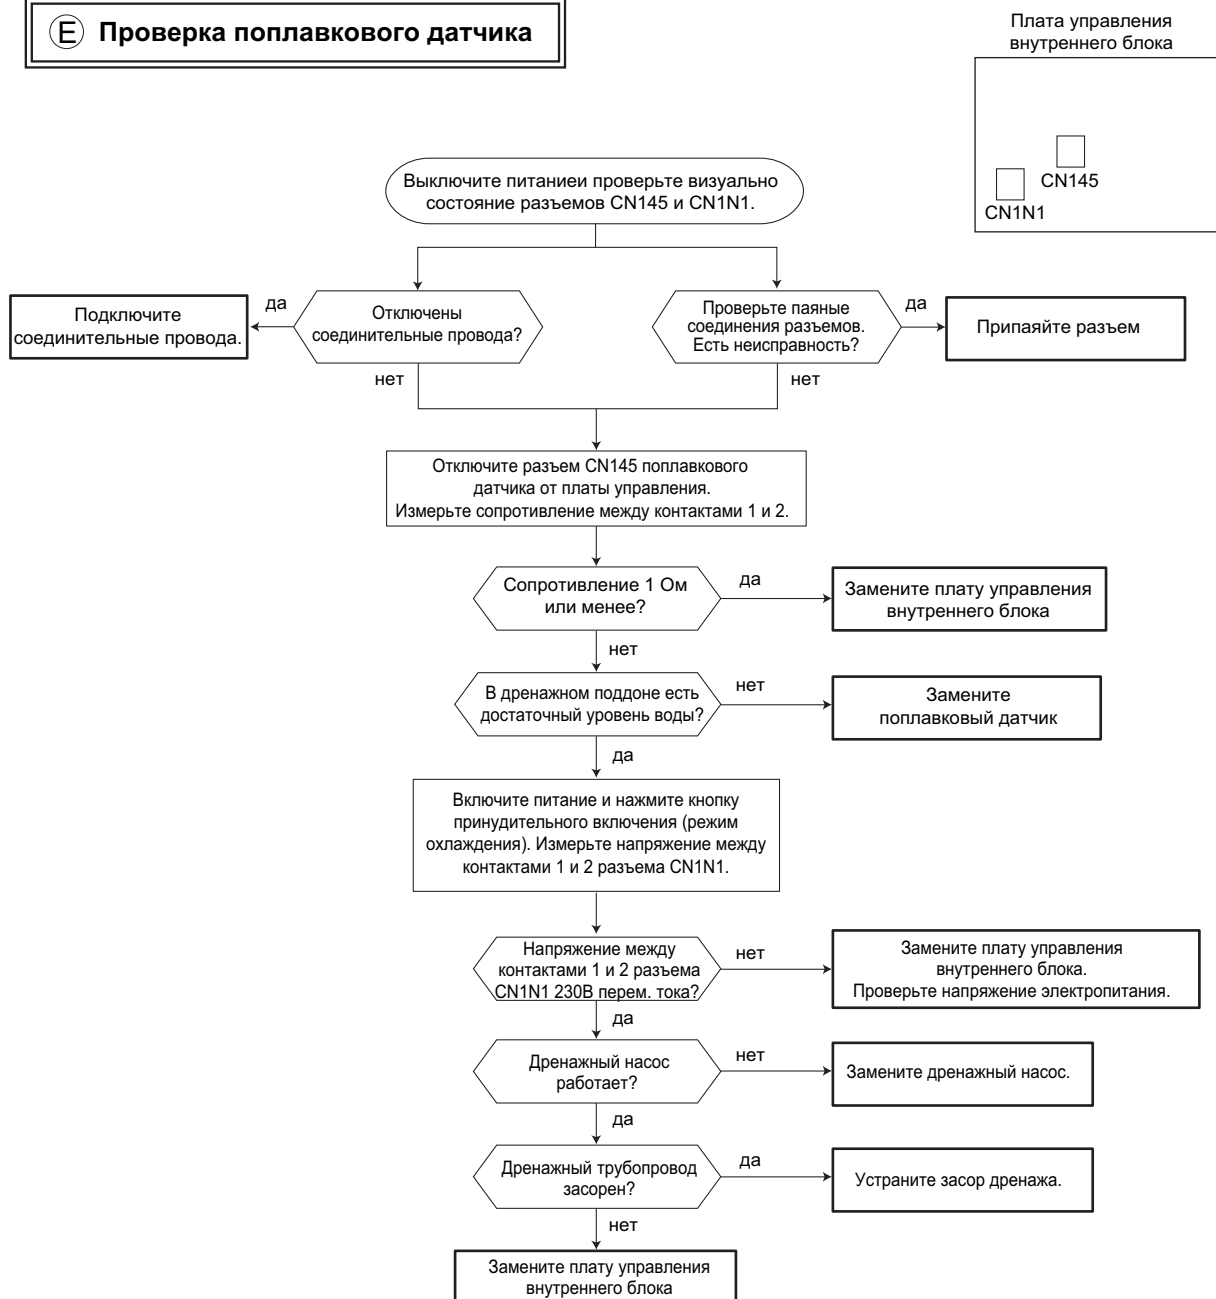 E Проверка поплавкового датчика
Плата управления
внутреннего блока
CN145
CN1N1
Выключите питаниеи проверьте визуально
состояние разъемов CN145 и CN1N1.
Подключите
соединительные провода.
да
Отключены
соединительные провода?
нет
Проверьте паяные
соединения разъемов.
Есть неисправность?
да
Припаяйте разъем
нет
Отключите разъем CN145 поплавкового
датчика от платы управления.
Измерьте сопротивление между контактами 1 и 2.
Сопротивление 1 Ом
или менее?
да
Замените плату управления
внутреннего блока
нет
В дренажном поддоне есть
достаточный уровень воды?
нет
Замените
поплавковый датчик
да
Включите питание и нажмите кнопку
принудительного включения (режим
охлаждения). Измерьте напряжение между
контактами 1 и 2 разъема CN1N1.
Напряжение между
контактами 1 и 2 разъема
CN1N1 230В перем. тока?
нет
Замените плату управления
внутреннего блока.
Проверьте напряжение электропитания.
да
Дренажный насос
работает?
нет
Замените дренажный насос.
да
Дренажный трубопровод
засорен?
да
Устраните засор дренажа.
нет
Замените плату управления
внутреннего блока